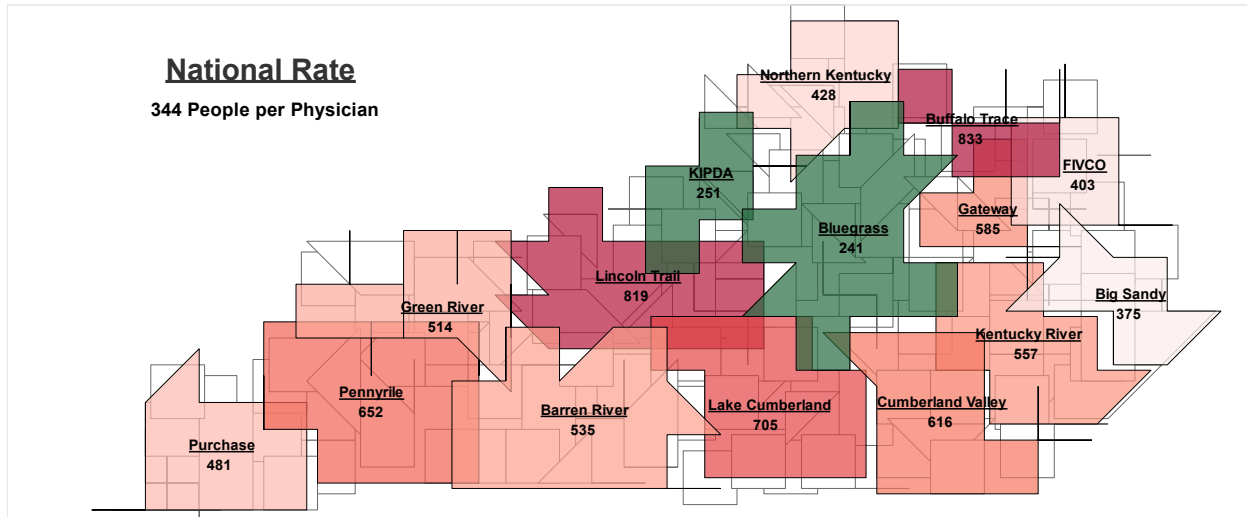 National Rate
344 People per Physician
Northern Kentucky
428
Buffalo Trace
833
FIVCO
403
KIPDA
251
Gateway
585
Bluegrass
241
Lincoln Trail
819
Big Sandy
375
Green River
514
Kentucky River
557
Pennyrile
652
Barren River
535
Lake Cumberland
705
Cumberland Valley
616
Purchase
481